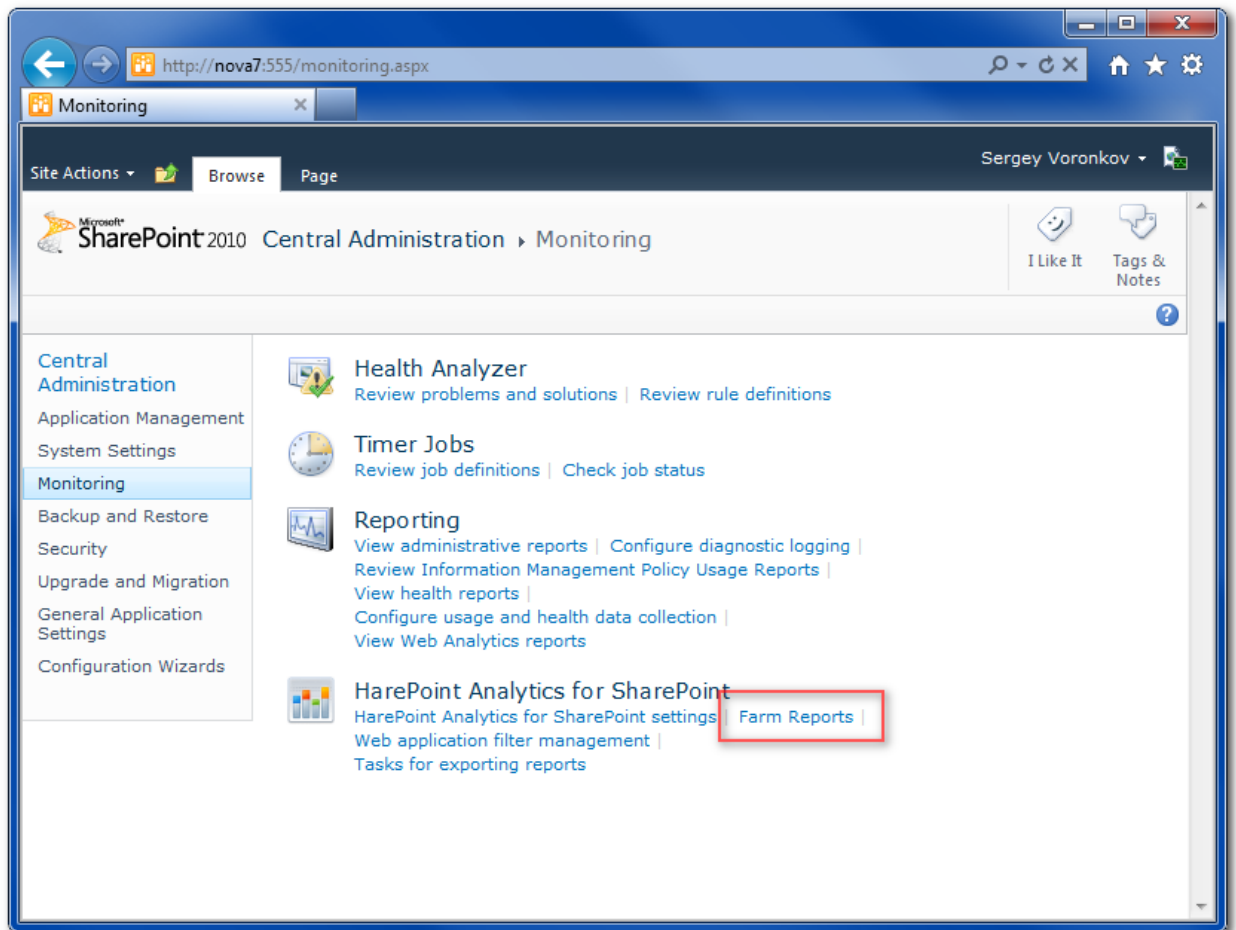 http://nova7:555/monitoring.aspx
Monitoring
Sergey Voronkov
Site Actions
Browse
Page
Microsoft
SharePoint 2010
Central Administration
Monitoring
I Like It
Tags &
Notes
Central
Administration
Application Management
System Settings
Monitoring
Backup and Restore
Security
Upgrade and Migration
General Application
Settings
Configuration Wizards
Health Analyzer
Review problems and solutions | Review rule definitions
Timer Jobs
Review job definitions | Check job status
Reporting
View administrative reports | Configure diagnostic logging |
Review Information Management Policy Usage Reports |
View health reports |
Configure usage and health data collection |
View Web Analytics reports
HarePoint Analytics for SharePoint
HarePoint Analytics for SharePoint settings | Farm Reports |
Web application filter management |
Tasks for exporting reports